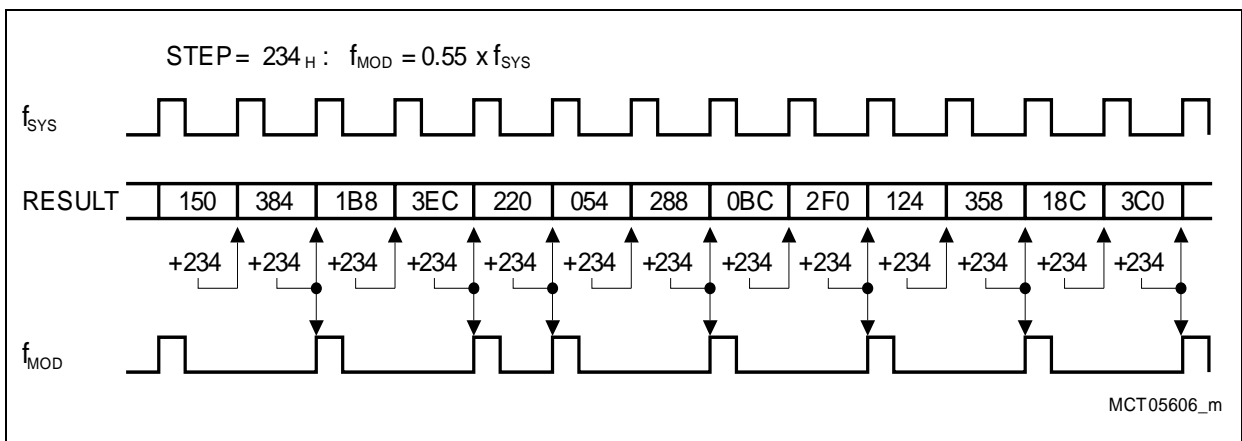 STEP = 234H : fMOD = 0.55 x fSYS
fSYS
RESULT 150 384 1B8 3EC 220 054 288 0BC 2F0 124 358 18C 3C0
+234 +234 +234 +234 +234 +234 +234 +234 +234 +234 +234 +234 +234
fMOD
MCT05606_m